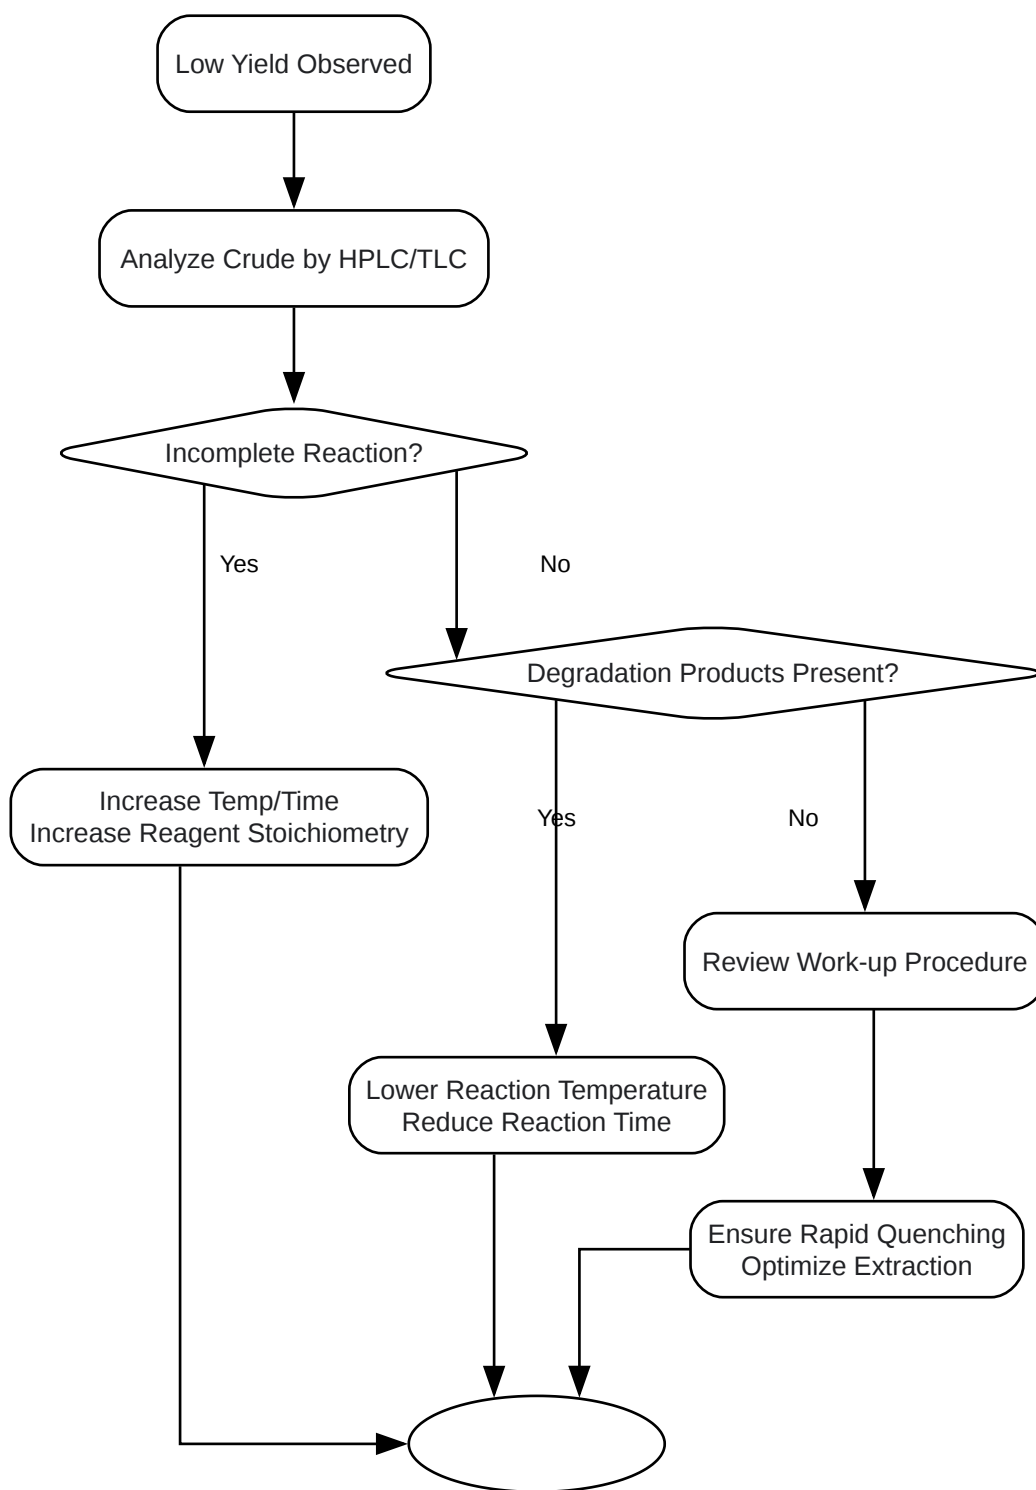 Low Yield Observed
Analyze Crude by HPLC/TLC
Incomplete Reaction?
Yes
No
Degradation Products Present?
Increase Temp/Time
Increase Reagent Stoichiometry
Yes
No
Review Work-up Procedure
Lower Reaction Temperature
Reduce Reaction Time
Ensure Rapid Quenching
Optimize Extraction